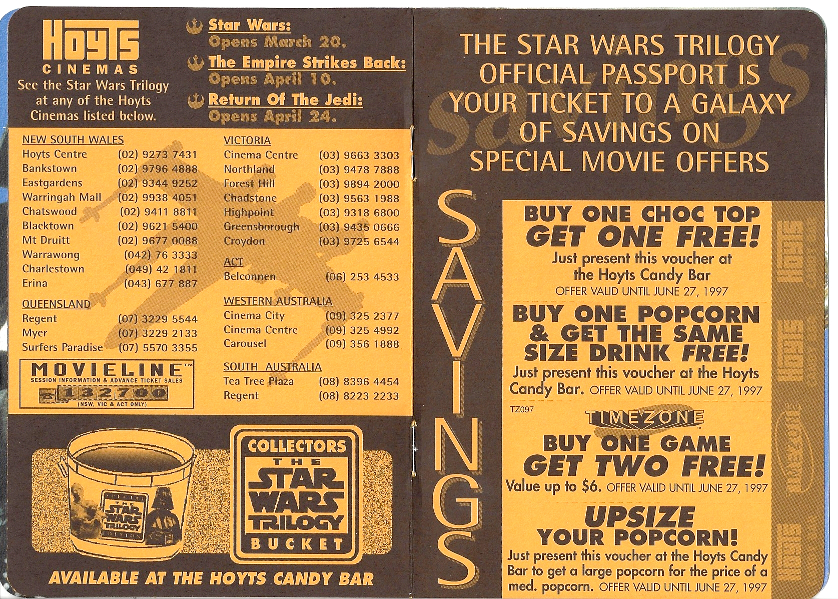 HOYTS
CINEMAS
See the Star Wars Trilogy
at any of the Hoyts
Cinemas listed below.
Star Wars:
Opens March 20.
The Empire Strikes Back:
Opens April 10.
Return Of The Jedi:
Opens April 24.
NEW SOUTH WALES
Hoyts Centre (02) 9273 7431
Bankstown (02) 9796 4888
Eastgardens (02) 9344 9252
Warringah Mall (02) 9938 4051
Chatswood (02) 9411 8811
Blacktown (02) 9621 5400
Mt Druitt (02) 9677 0088
Warrawong (042) 76 3333
Charlestown (049) 42 1811
Erina (043) 677 887
QUEENSLAND
Regent (07) 3229 5544
Myer (07) 3229 2133
Surfers Paradise (07) 5570 3355
MOVIELINE™
SESSION INFORMATION & ADVANCE TICKET SALES
132700
(NSW, VIC & ACT ONLY)
VICTORIA
Cinema Centre (03) 9663 3303
Northland (03) 9478 7888
Forest Hill (03) 9894 2000
Chadstone (03) 9563 1988
Highpoint (03) 9318 6800
Greensborough (03) 9435 0666
Croydon (03) 9725 6544
ACT
Belconnen (06) 253 4533
WESTERN AUSTRALIA
Cinema City (09) 325 2377
Cinema Centre (09) 325 4992
Carousel (09) 356 1888
SOUTH AUSTRALIA
Tea Tree Plaza (08) 8396 4454
Regent (08) 8223 2233
THE
STAR
WARS
TRILOGY
COLLECTORS
THE
STAR
WARS
TRILOGY
BUCKET
AVAILABLE AT THE HOYTS CANDY BAR
savings
THE STAR WARS TRILOGY
OFFICIAL PASSPORT IS
YOUR TICKET TO A GALAXY
OF SAVINGS ON
SPECIAL MOVIE OFFERS
SAVINGS
BUY ONE CHOC TOP
GET ONE FREE!
Just present this voucher at
the Hoyts Candy Bar
OFFER VALID UNTIL JUNE 27, 1997
HOYTS
BUY ONE POPCORN
& GET THE SAME
SIZE DRINK FREE!
Just present this voucher at the Hoyts
Candy Bar. OFFER VALID UNTIL JUNE 27, 1997
HOYTS
TZ097
TIMEZONE
BUY ONE GAME
GET TWO FREE!
Value up to $6. OFFER VALID UNTIL JUNE 27, 1997
TIMEZONE
UPSIZE
YOUR POPCORN!
Just present this voucher at the Hoyts Candy
Bar to get a large popcorn for the price of a
med. popcorn. OFFER VALID UNTIL JUNE 27, 1997
HOYTS